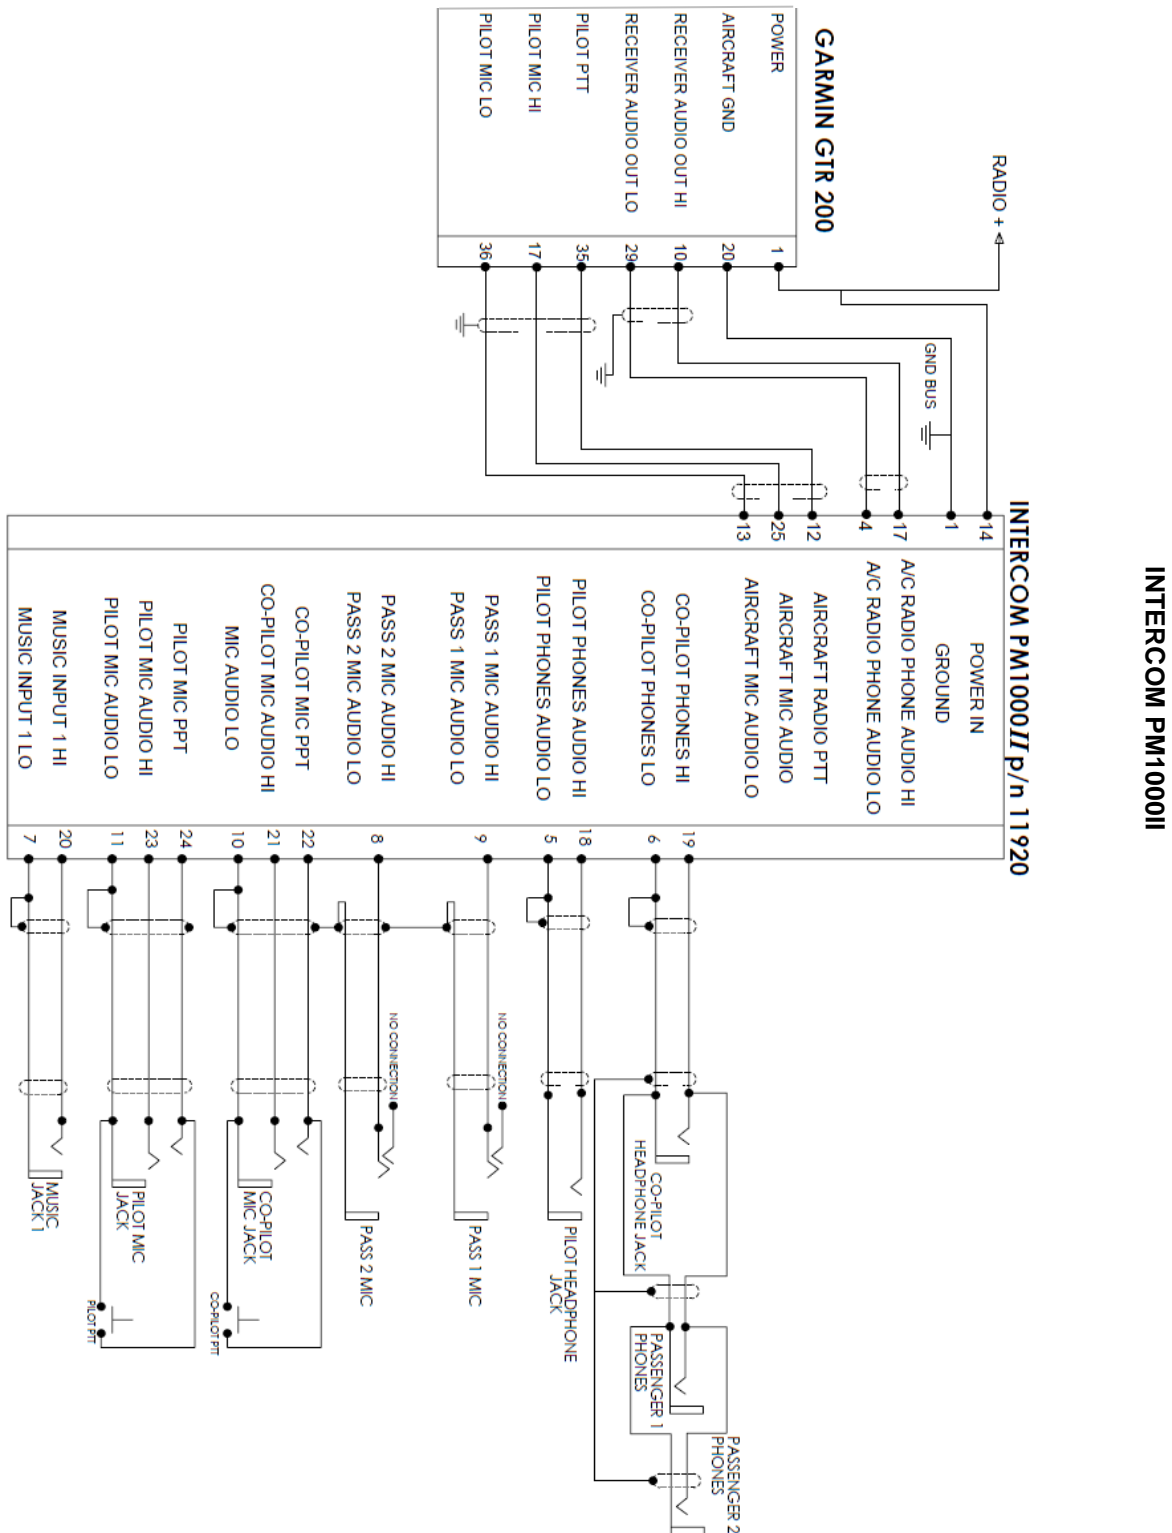 INTERCOM PM1000II
RADIO +
GARMIN GTR 200
POWER
AIRCRAFT GND
RECEIVER AUDIO OUT HI
RECEIVER AUDIO OUT LO
PILOT PTT
PILOT MIC HI
PILOT MIC LO
1
20
10
29
35
17
36
GND BUS
INTERCOM PM1000II p/n 11920
14
1
17
4
12
25
13
POWER IN
GROUND
A/C RADIO PHONE AUDIO HI
A/C RADIO PHONE AUDIO LO
AIRCRAFT RADIO PTT
AIRCRAFT MIC AUDIO
AIRCRAFT MIC AUDIO LO
CO-PILOT PHONES HI
CO-PILOT PHONES LO
PILOT PHONES AUDIO HI
PILOT PHONES AUDIO LO
PASS 1 MIC AUDIO HI
PASS 1 MIC AUDIO LO
PASS 2 MIC AUDIO HI
PASS 2 MIC AUDIO LO
CO-PILOT MIC PPT
CO-PILOT MIC AUDIO HI
MIC AUDIO LO
PILOT MIC PPT
PILOT MIC AUDIO HI
PILOT MIC AUDIO LO
MUSIC INPUT 1 HI
MUSIC INPUT 1 LO
19
6
18
5
9
8
22
21
10
24
23
11
20
7
NO CONNECTION
NO CONNECTION
CO-PILOT
HEADPHONE JACK
PASSENGER 1
PHONES
PASSENGER 2
PHONES
PILOT HEADPHONE
JACK
PASS 1 MIC
PASS 2 MIC
CO-PILOT
MIC JACK
CO-PILOT PTT
PILOT MIC
JACK
PILOT PTT
MUSIC
JACK 1